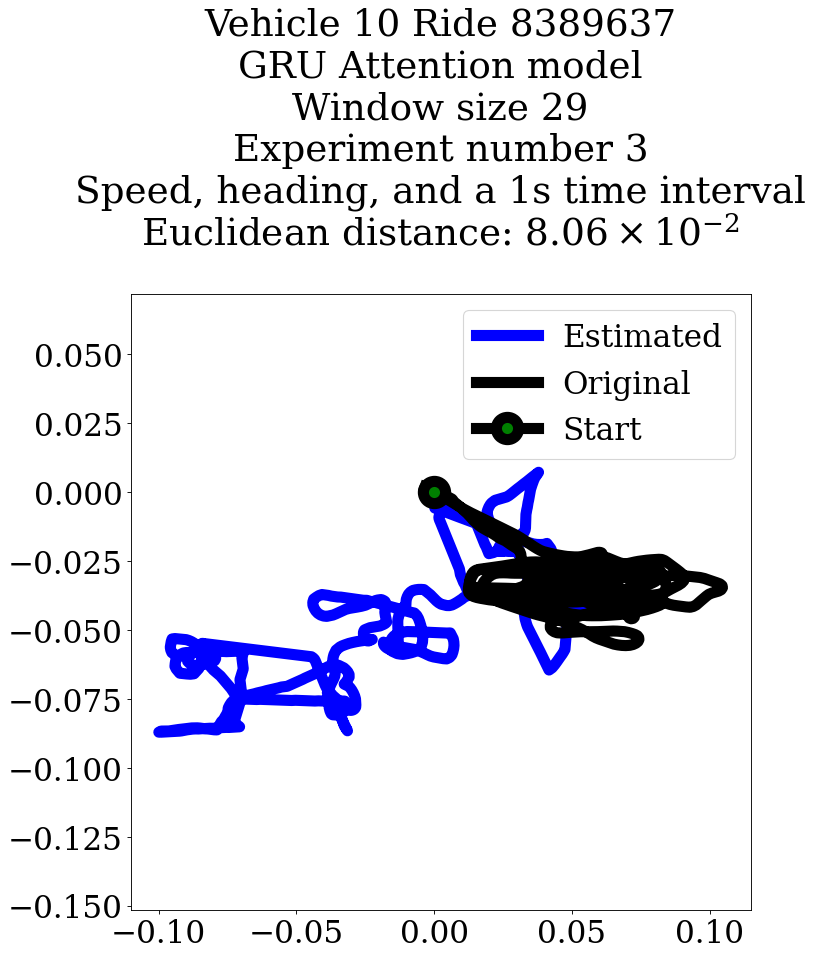 Vehicle 10 Ride 8389637
GRU Attention model
Window size 29
Experiment number 3
Speed, heading, and a 1s time interval
Euclidean distance: 8.06 × 10⁻²
Estimated
Original
Start
0.050
0.025
0.000
−0.025
−0.050
−0.075
−0.100
−0.125
−0.150
−0.10 −0.05 0.00 0.05 0.10